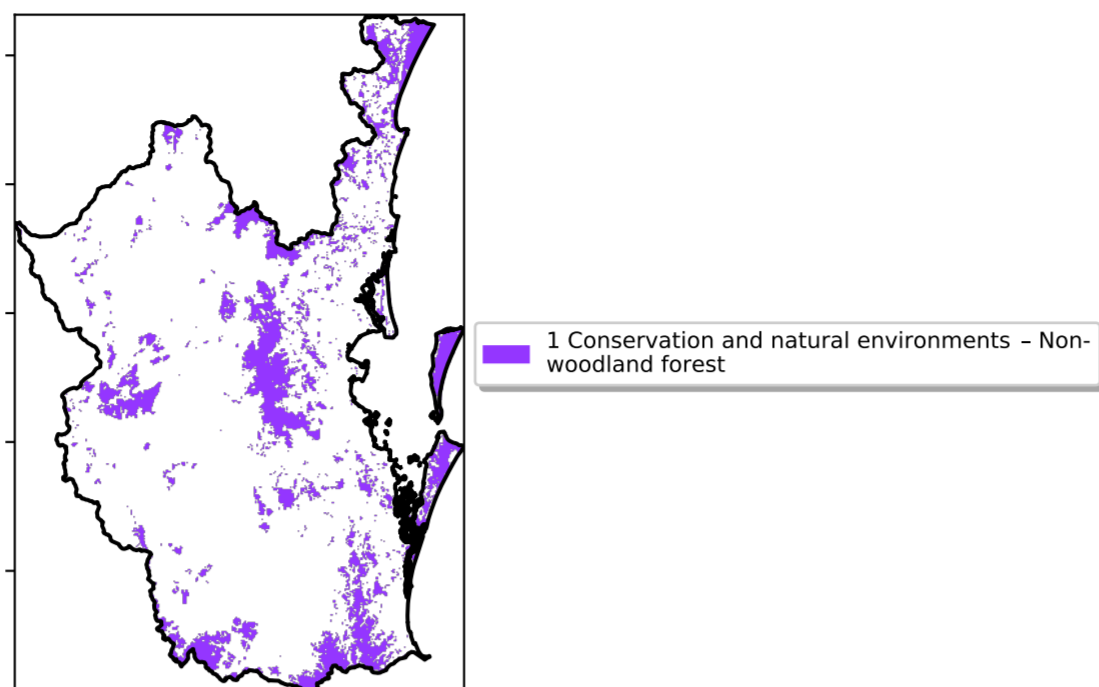 1 Conservation and natural environments – Non-
woodland forest